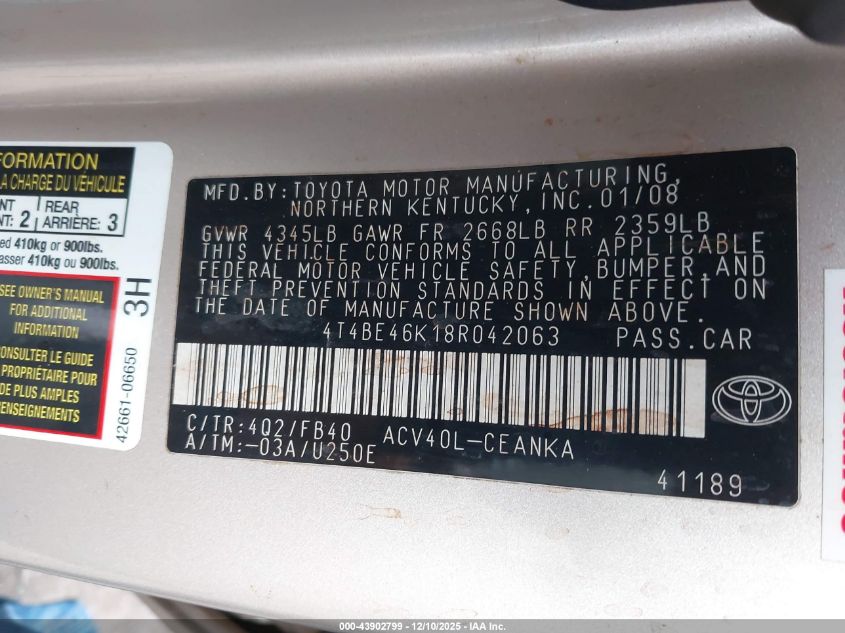 FORMATION
LA CHARGE DU VÉHICULE
NT: 2
REAR
ARRIÈRE: 3
ed 410kg or 900lbs.
asser 410kg ou 900lbs.
SEE OWNER'S MANUAL
FOR ADDITIONAL
INFORMATION
CONSULTER LE GUIDE
PROPRIÉTAIRE POUR
DE PLUS AMPLES
RENSEIGNEMENTS
42661-06650
3H
MFD. BY: TOYOTA MOTOR MANUFACTURING,
NORTHERN KENTUCKY, INC. 01/08
GVWR 4345LB GAWR FR 2668LB RR 2359LB
THIS VEHICLE CONFORMS TO ALL APPLICABLE
FEDERAL MOTOR VEHICLE SAFETY, BUMPER, AND
THEFT PREVENTION STANDARDS IN EFFECT ON
THE DATE OF MANUFACTURE SHOWN ABOVE.
4T4BE46K18R042063 PASS. CAR
C/TR: 402/FB40 ACV40L-CEANKA
A/TM: -03A/U250E
41189
000-43902799 — 12/10/2025 — IAA Inc.